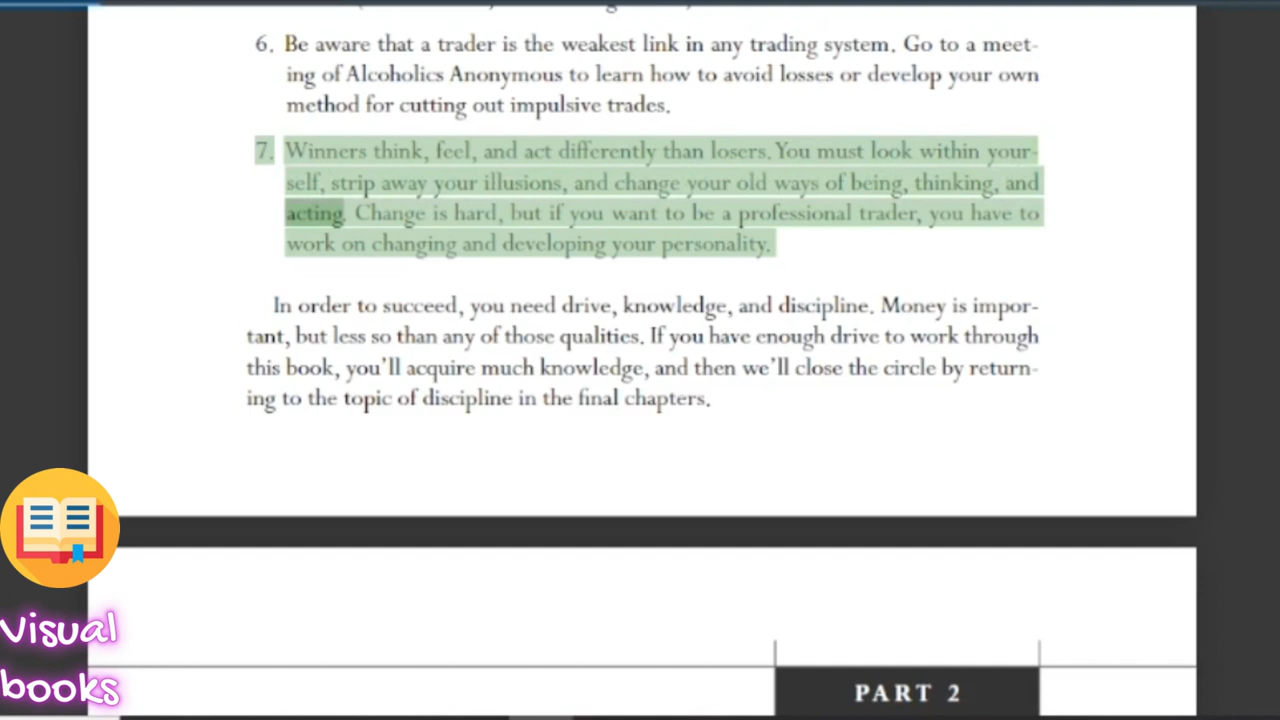 6. Be aware that a trader is the weakest link in any trading system. Go to a meet-
ing of Alcoholics Anonymous to learn how to avoid losses or develop your own
method for cutting out impulsive trades.
7. Winners think, feel, and act differently than losers. You must look within your-
self, strip away your illusions, and change your old ways of being, thinking, and
acting. Change is hard, but if you want to be a professional trader, you have to
work on changing and developing your personality.
In order to succeed, you need drive, knowledge, and discipline. Money is impor-
tant, but less so than any of those qualities. If you have enough drive to work through
this book, you'll acquire much knowledge, and then we'll close the circle by return-
ing to the topic of discipline in the final chapters.
Visual
books
PART 2